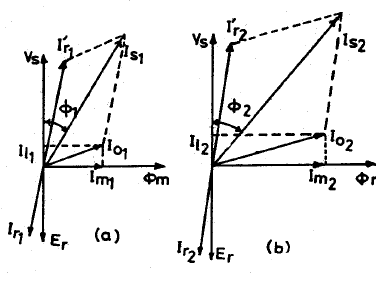 Vs I'r1 Is1
Φ1
Il1 Io1
Im1 Φm
Ir1 Er (a)
Vs I'r2 Is2
Φ2
Il2 Io2
Im2
Ir2 Er (b)